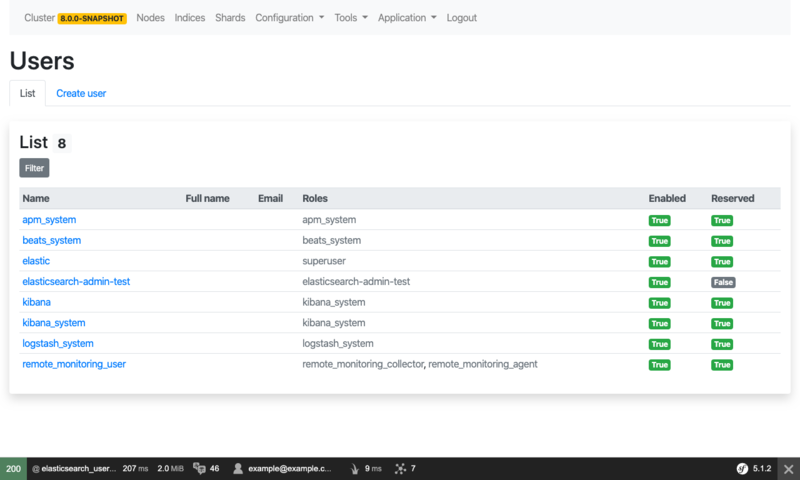 Cluster 8.0.0-SNAPSHOT Nodes Indices Shards Configuration Tools Application Logout
Users
List Create user
List 8
Filter
Name Full name Email Roles Enabled Reserved
apm_system apm_system True True
beats_system beats_system True True
elastic superuser True True
elasticsearch-admin-test elasticsearch-admin-test True False
kibana kibana_system True True
kibana_system kibana_system True True
logstash_system logstash_system True True
remote_monitoring_user remote_monitoring_collector, remote_monitoring_agent True True
200 @ elasticsearch_user... 207 ms 2.0 MiB 46 example@example.c... 9 ms 7 sf 5.1.2